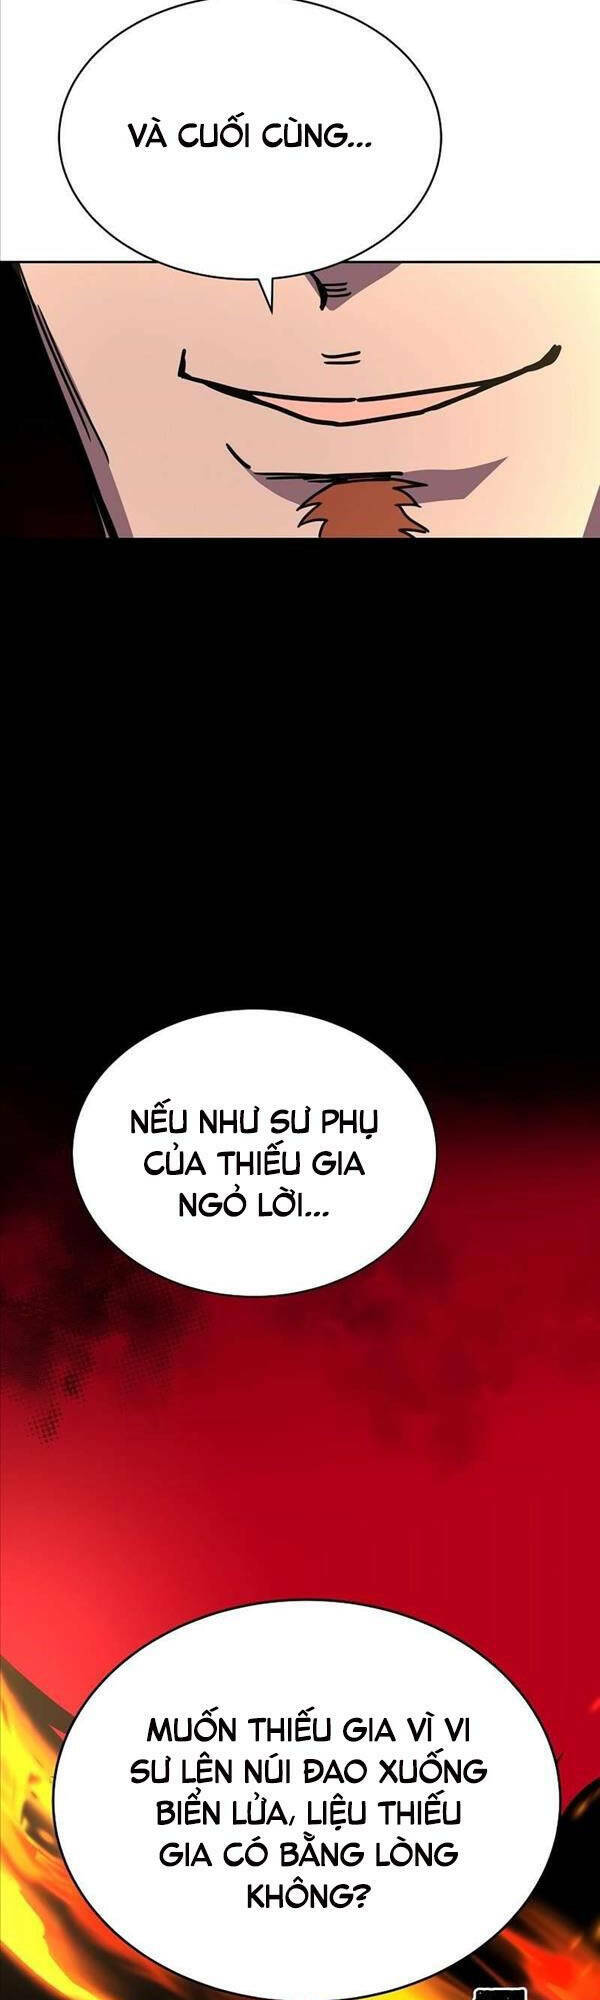 VÀ CUỐI CÙNG...
NẾU NHƯ SƯ PHỤ
CỦA THIẾU GIA
NGỎ LỜI...
MUỐN THIẾU GIA VÌ VI
SƯ LÊN NÚI ĐAO XUỐNG
BIỂN LỬA, LIỆU THIẾU
GIA CÓ BẰNG LÒNG
KHÔNG?